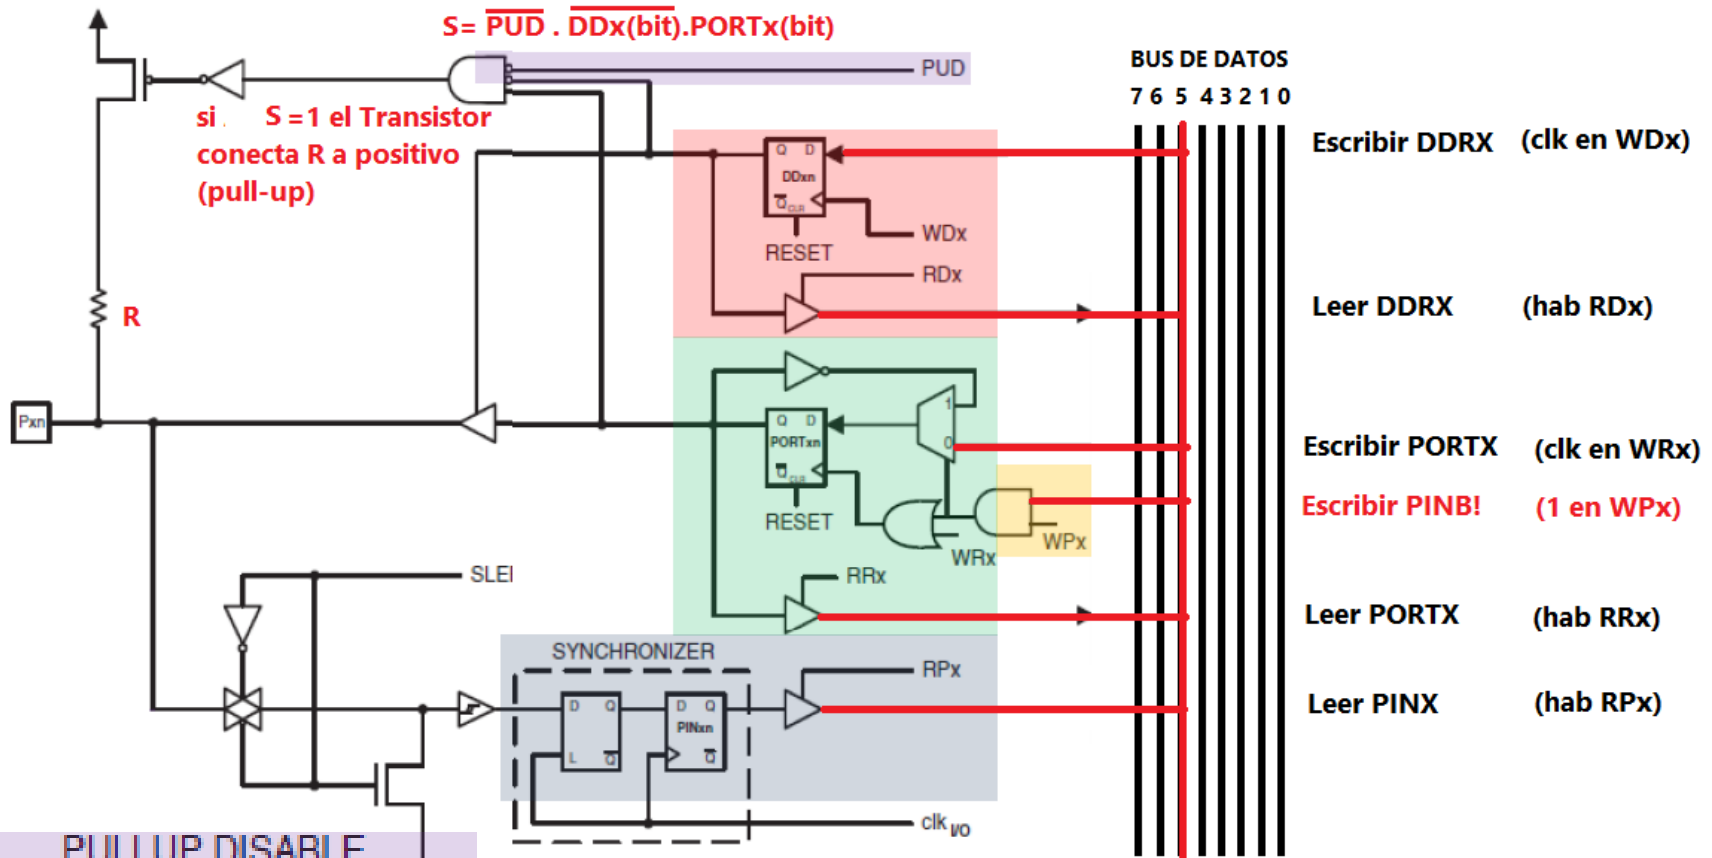 S= PUD . DDx(bit).PORTx(bit)
PUD
BUS DE DATOS
7 6 5 4 3 2 1 0
si . S =1 el Transistor
conecta R a positivo
(pull-up)
Q D
DDxn
Q CLR
RESET
WDx
RDx
Escribir DDRX (clk en WDx)
Leer DDRX (hab RDx)
R
Pxn
1
0
Q D
PORTxn
Q CLR
RESET
WRx
WPx
RRx
Escribir PORTX (clk en WRx)
Escribir PINB! (1 en WPx)
Leer PORTX (hab RRx)
SLEI
SYNCHRONIZER
D Q
L Q
D Q
PINxn
Q
RPx
Leer PINX (hab RPx)
clk I/O
PULLUP DISABLE